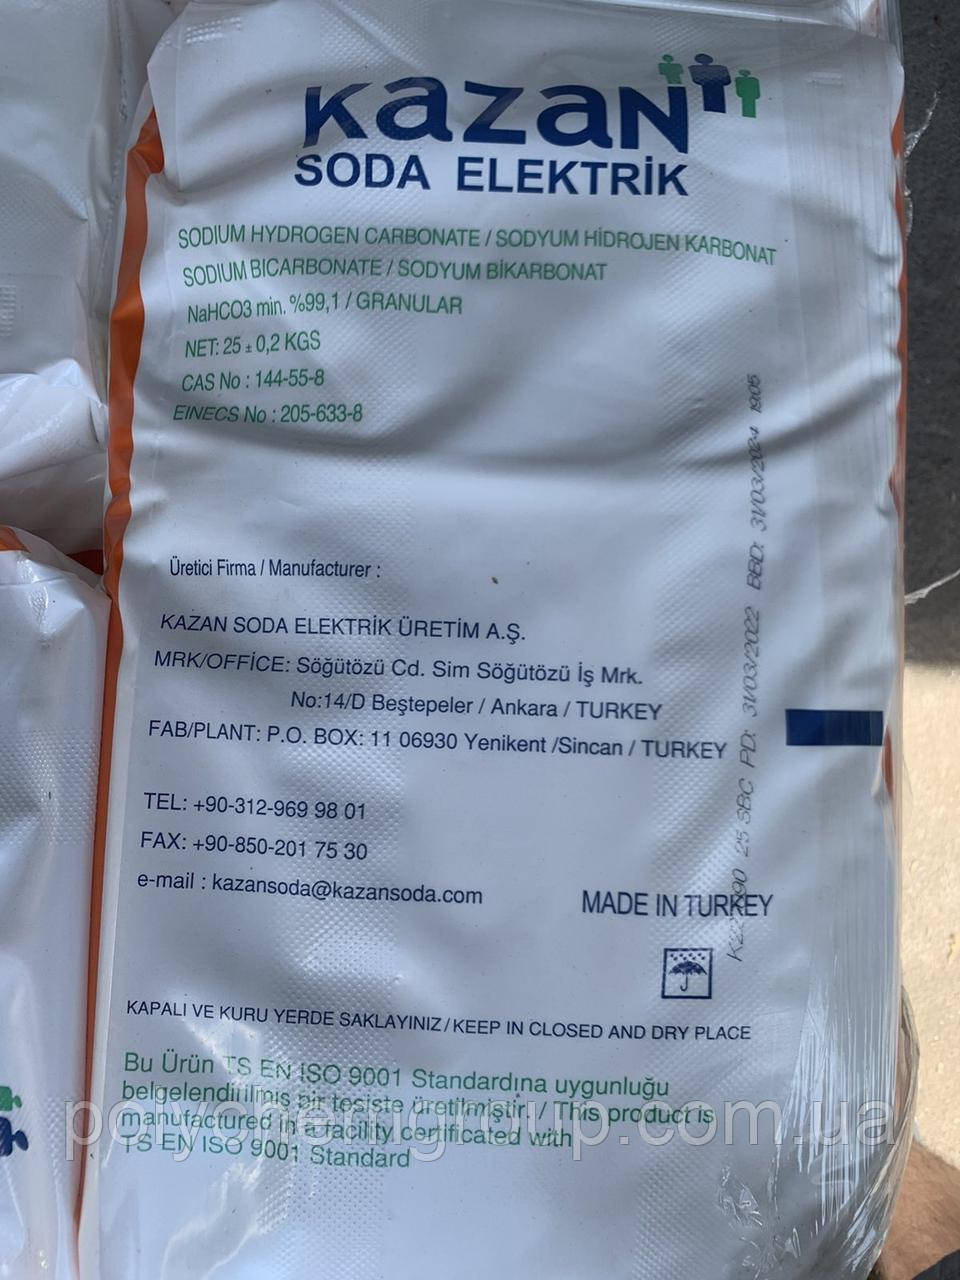 KAZAN
SODA ELEKTRİK
SODIUM HYDROGEN CARBONATE / SODYUM HİDROJEN KARBONAT
SODIUM BICARBONATE / SODYUM BİKARBONAT
NaHCO3 min. %99,1 / GRANULAR
NET: 25 ± 0,2 KGS
CAS No : 144-55-8
EINECS No : 205-633-8
Üretici Firma / Manufacturer :
KAZAN SODA ELEKTRİK ÜRETİM A.Ş.
MRK/OFFICE: Söğütözü Cd. Sim Söğütözü İş Mrk.
No:14/D Beştepeler / Ankara / TURKEY
FAB/PLANT: P.O. BOX: 11 06930 Yenikent /Sincan / TURKEY
TEL: +90-312-969 98 01
FAX: +90-850-201 75 30
e-mail : kazansoda@kazansoda.com
MADE IN TURKEY
25 SBC PD: 31/03/2022 BBD: 31/03/2024 1905
KAPALI VE KURU YERDE SAKLAYINIZ / KEEP IN CLOSED AND DRY PLACE
Bu Ürün TS EN ISO 9001 Standardına uygunluğu
belgelendirilmiş bir tesiste üretilmiştir. / This product is
manufactured in a facility certificated with
TS EN ISO 9001 Standard
polychemgroup.com.ua